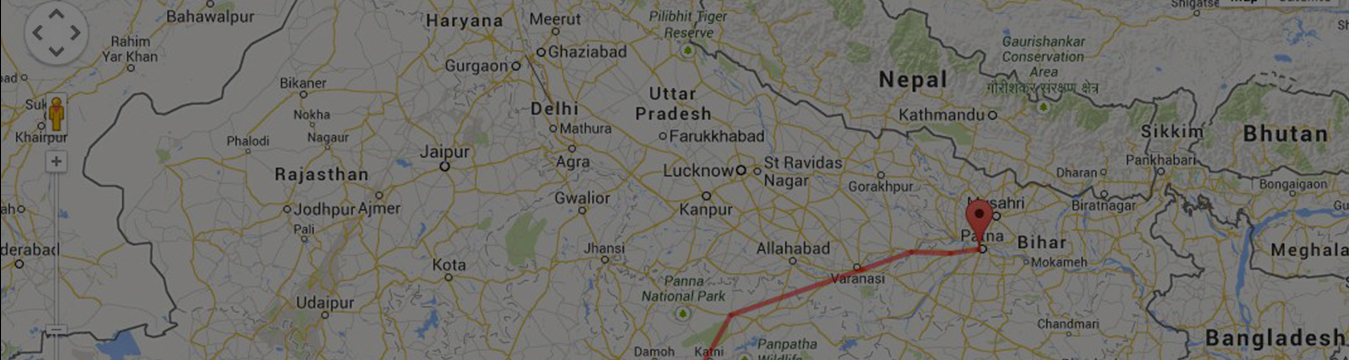 Bahawalpur
Haryana
Meerut
Pilibhit Tiger
Reserve
Rahim
Yar Khan
Ghaziabad
Gurgaon
Gaurishankar
Conservation
Area
गौरीशंकर संरक्षण क्षेत्र
Bikaner
Nokha
Nagaur
Phalodi
Khairpur
Delhi
Mathura
Uttar
Pradesh
Nepal
Kathmandu
Farukkhabad
Sikkim
Bhutan
Pankhabari
Jaipur
Agra
Lucknow
St Ravidas
Nagar
Gorakhpur
Dharan
Biratnagar
Bongaigaon
Rajasthan
Jodhpur
Ajmer
Pali
Gwalior
Kanpur
Patna
Bihar
Mokameh
Kota
Jhansi
Allahabad
Varanasi
Udaipur
Panna
National Park
Chandmari
Bangladesh
Damoh
Katni
Panpatha